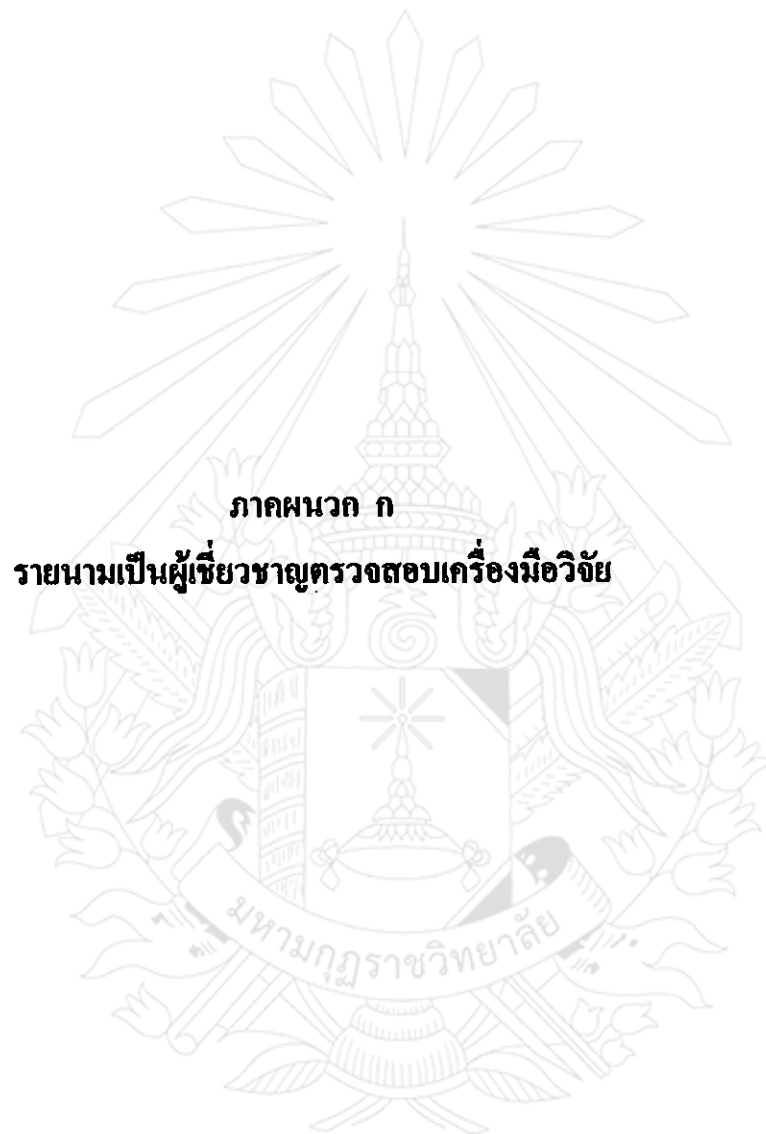 ภาคผนวก ก
รายนามเป็นผู้เชี่ยวชาญตรวจสอบเครื่องมือวิจัย
มหามกุฏราชวิทยาลัย